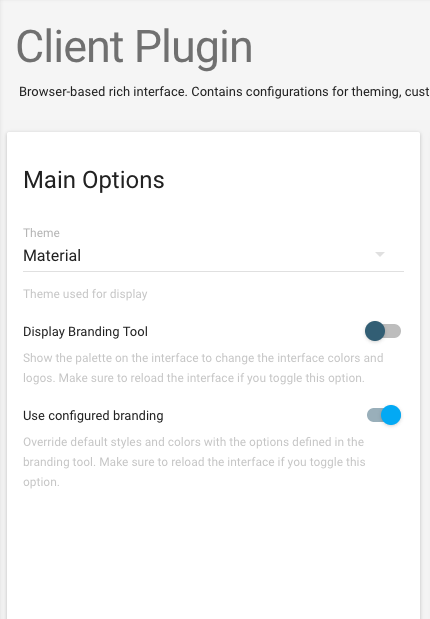 Client Plugin
Browser-based rich interface. Contains configurations for theming, cust
Main Options
Theme
Material
Theme used for display
Display Branding Tool
Show the palette on the interface to change the interface colors and
logos. Make sure to reload the interface if you toggle this option.
Use configured branding
Override default styles and colors with the options defined in the
branding tool. Make sure to reload the interface if you toggle this
option.